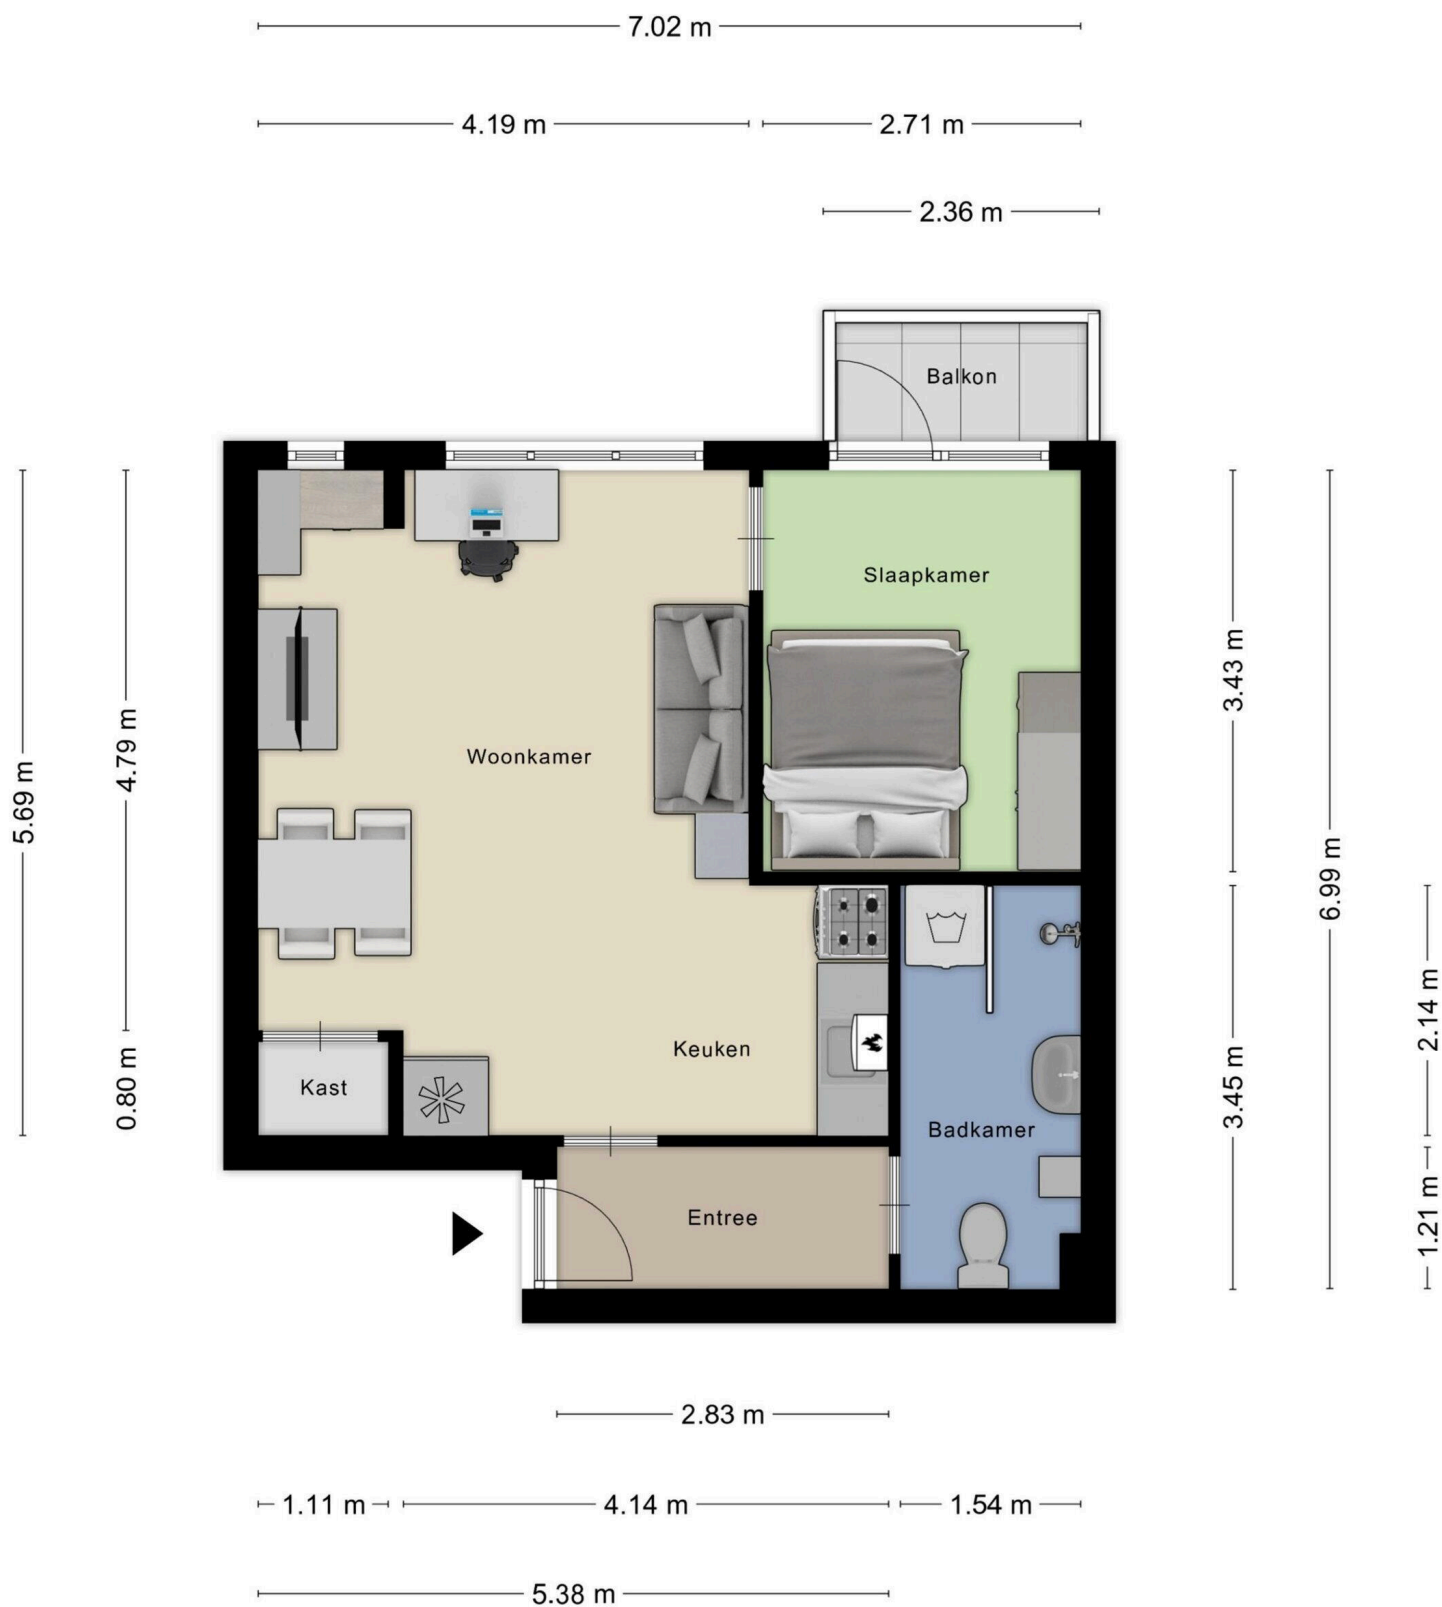 7.02 m
4.19 m
2.71 m
2.36 m
Balkon
Slaapkamer
Woonkamer
Keuken
Kast
Badkamer
Entree
5.69 m
4.79 m
0.80 m
3.43 m
3.45 m
6.99 m
2.14 m
1.21 m
2.83 m
1.11 m
4.14 m
1.54 m
5.38 m